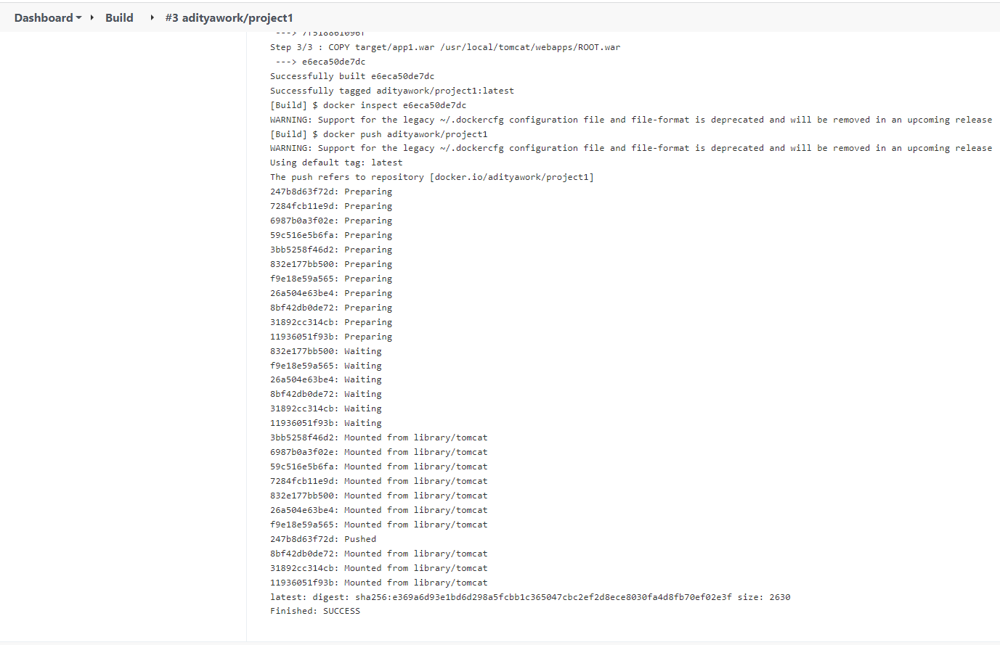 Dashboard Build #3 adityawork/project1
---> 7f5188610961
Step 3/3 : COPY target/app1.war /usr/local/tomcat/webapps/ROOT.war
---> e6eca50de7dc
Successfully built e6eca50de7dc
Successfully tagged adityawork/project1:latest
[Build] $ docker inspect e6eca50de7dc
WARNING: Support for the legacy ~/.dockercfg configuration file and file-format is deprecated and will be removed in an upcoming release
[Build] $ docker push adityawork/project1
WARNING: Support for the legacy ~/.dockercfg configuration file and file-format is deprecated and will be removed in an upcoming release
Using default tag: latest
The push refers to repository [docker.io/adityawork/project1]
247b8d63f72d: Preparing
7284fcb11e9d: Preparing
6987b0a3f02e: Preparing
59c516e5b6fa: Preparing
3bb5258f46d2: Preparing
832e177bb500: Preparing
f9e18e59a565: Preparing
26a504e63be4: Preparing
8bf42db0de72: Preparing
31892cc314cb: Preparing
11936051f93b: Preparing
832e177bb500: Waiting
f9e18e59a565: Waiting
26a504e63be4: Waiting
8bf42db0de72: Waiting
31892cc314cb: Waiting
11936051f93b: Waiting
3bb5258f46d2: Mounted from library/tomcat
6987b0a3f02e: Mounted from library/tomcat
59c516e5b6fa: Mounted from library/tomcat
7284fcb11e9d: Mounted from library/tomcat
832e177bb500: Mounted from library/tomcat
26a504e63be4: Mounted from library/tomcat
f9e18e59a565: Mounted from library/tomcat
247b8d63f72d: Pushed
8bf42db0de72: Mounted from library/tomcat
31892cc314cb: Mounted from library/tomcat
11936051f93b: Mounted from library/tomcat
latest: digest: sha256:e369a6d93e1bd6d298a5fcbb1c365047cbc2ef2d8ece8030fa4d8fb70ef02e3f size: 2630
Finished: SUCCESS